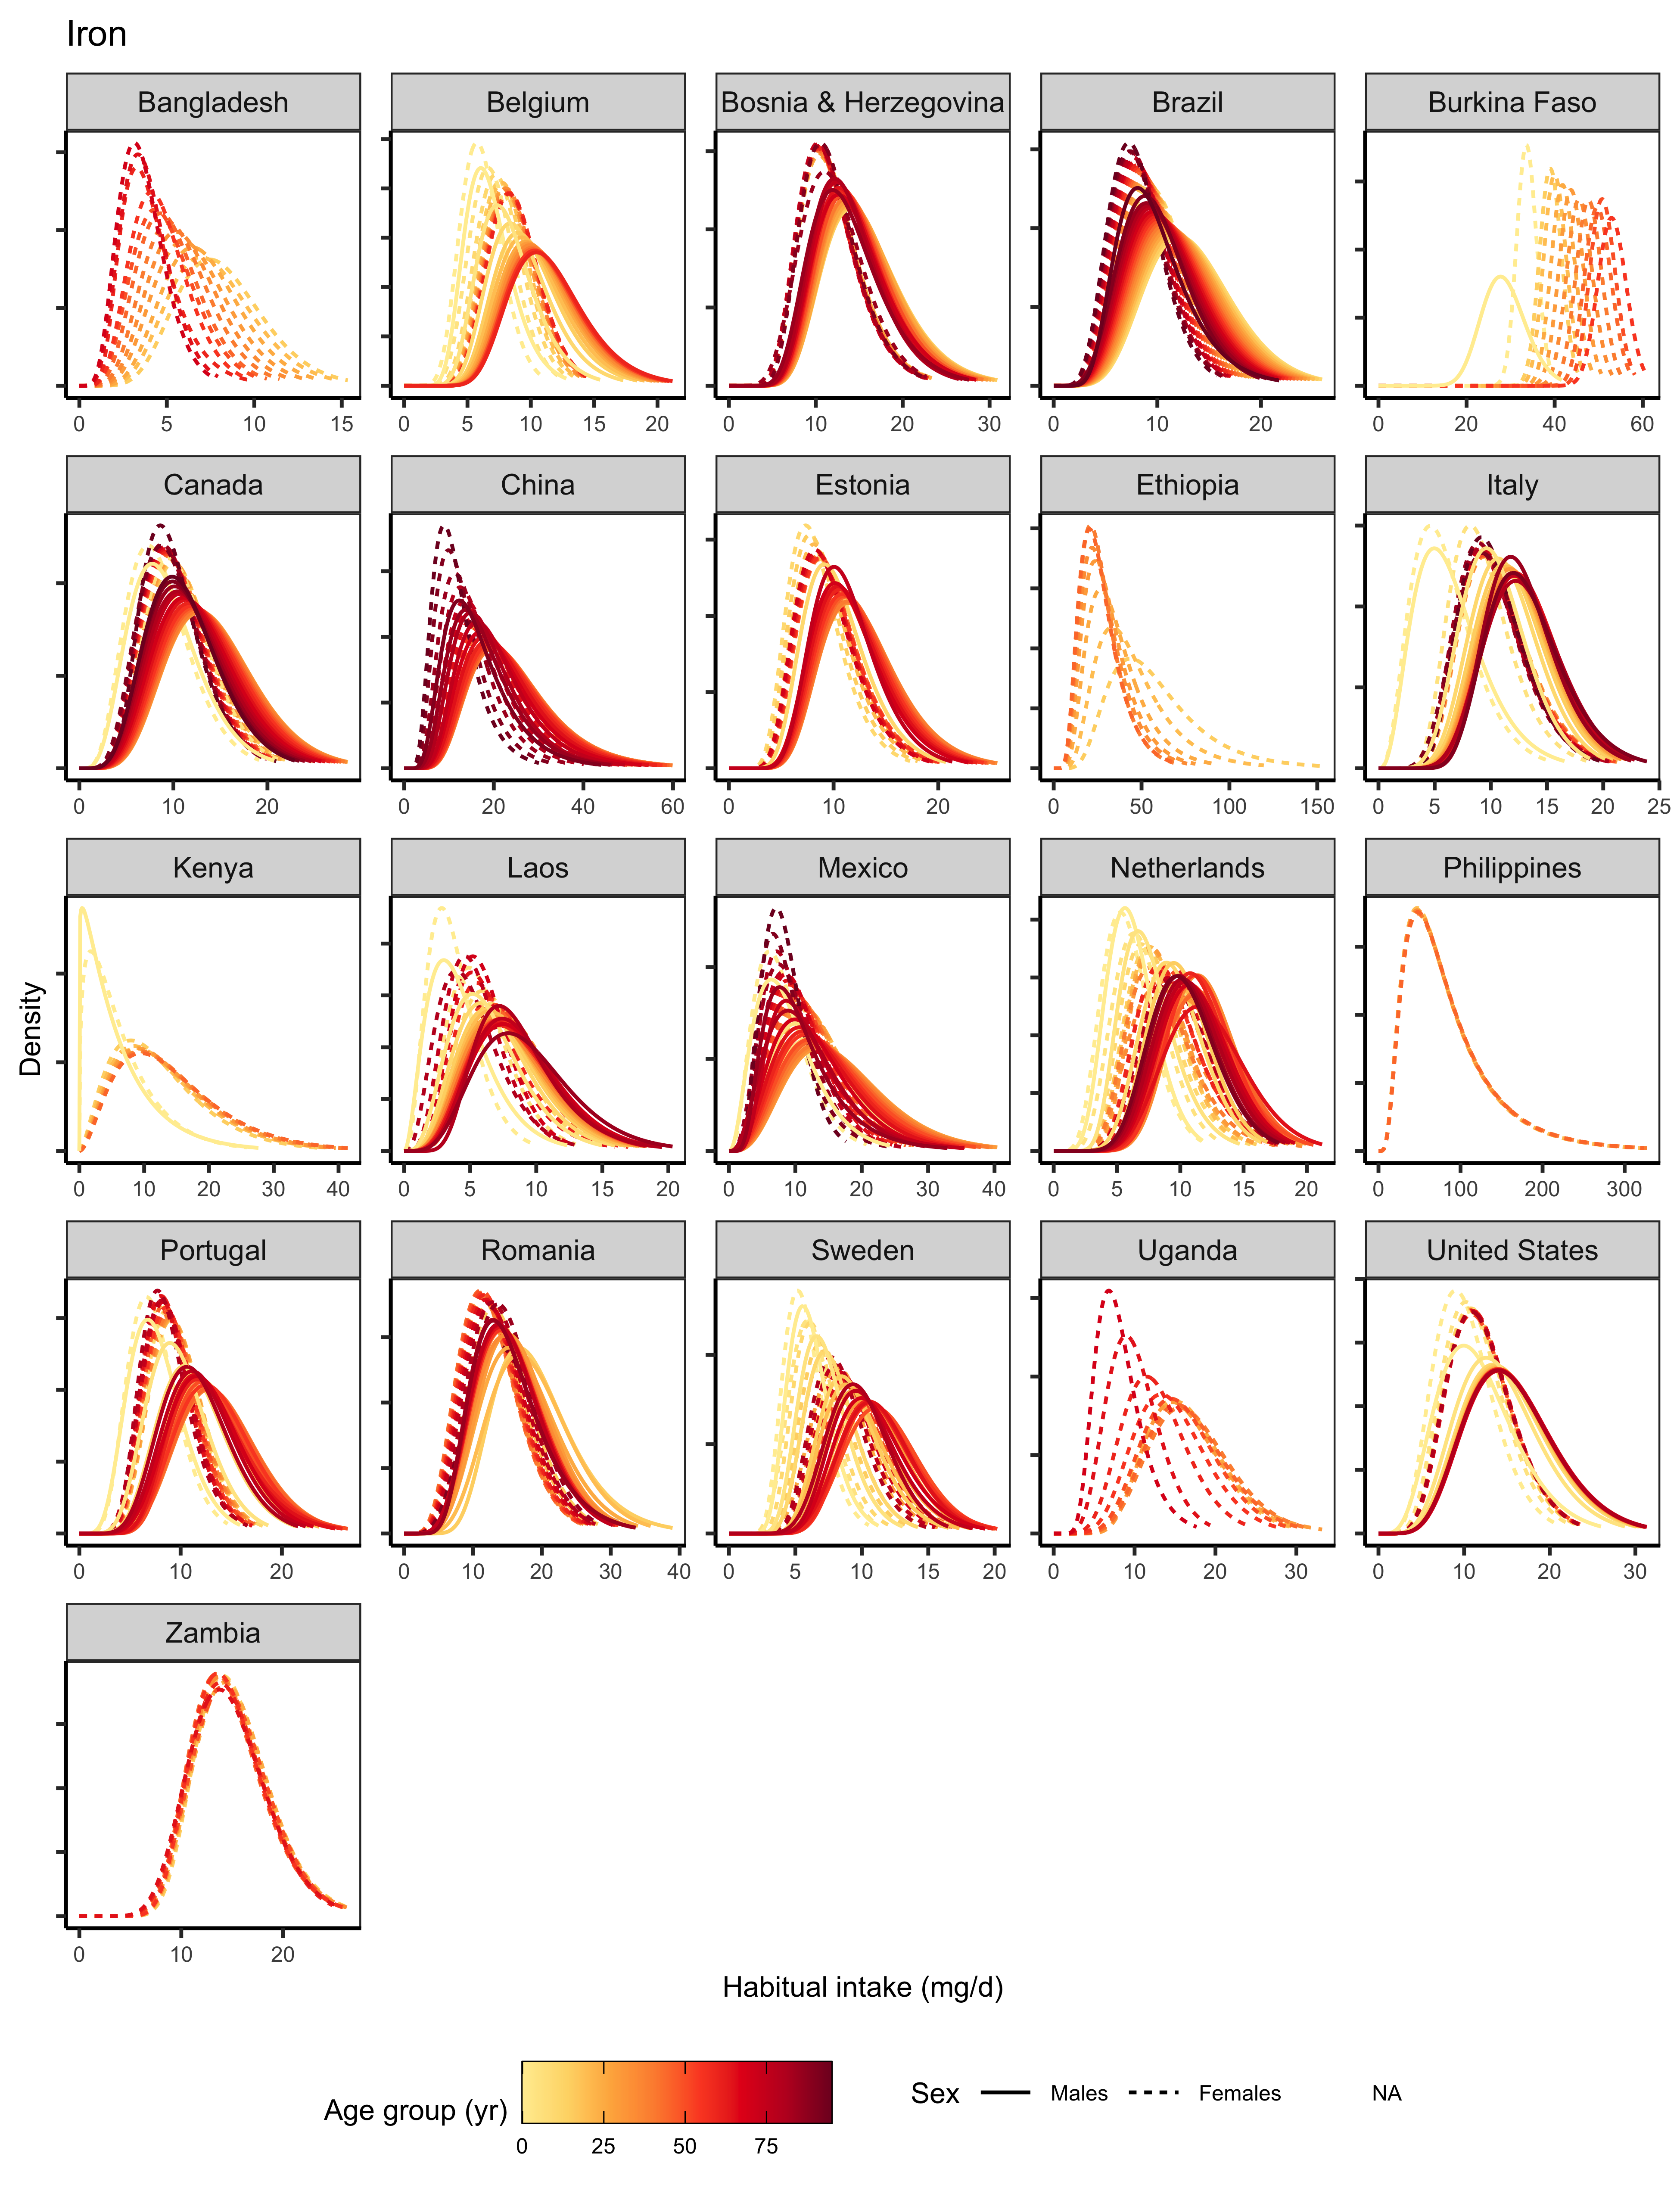 Iron
Bangladesh Belgium Bosnia & Herzegovina Brazil Burkina Faso
0 5 10 15 0 5 10 15 20 0 10 20 30 0 10 20 0 20 40 60
Canada China Estonia Ethiopia Italy
0 10 20 0 20 40 60 0 10 20 0 50 100 150 0 5 10 15 20 25
Kenya Laos Mexico Netherlands Philippines
0 10 20 30 40 0 5 10 15 20 0 10 20 30 40 0 5 10 15 20 0 100 200 300
Density
Portugal Romania Sweden Uganda United States
0 10 20 0 10 20 30 40 0 5 10 15 20 0 10 20 30 0 10 20 30
Zambia
0 10 20
Habitual intake (mg/d)
Age group (yr)
0 25 50 75
Sex Males Females NA